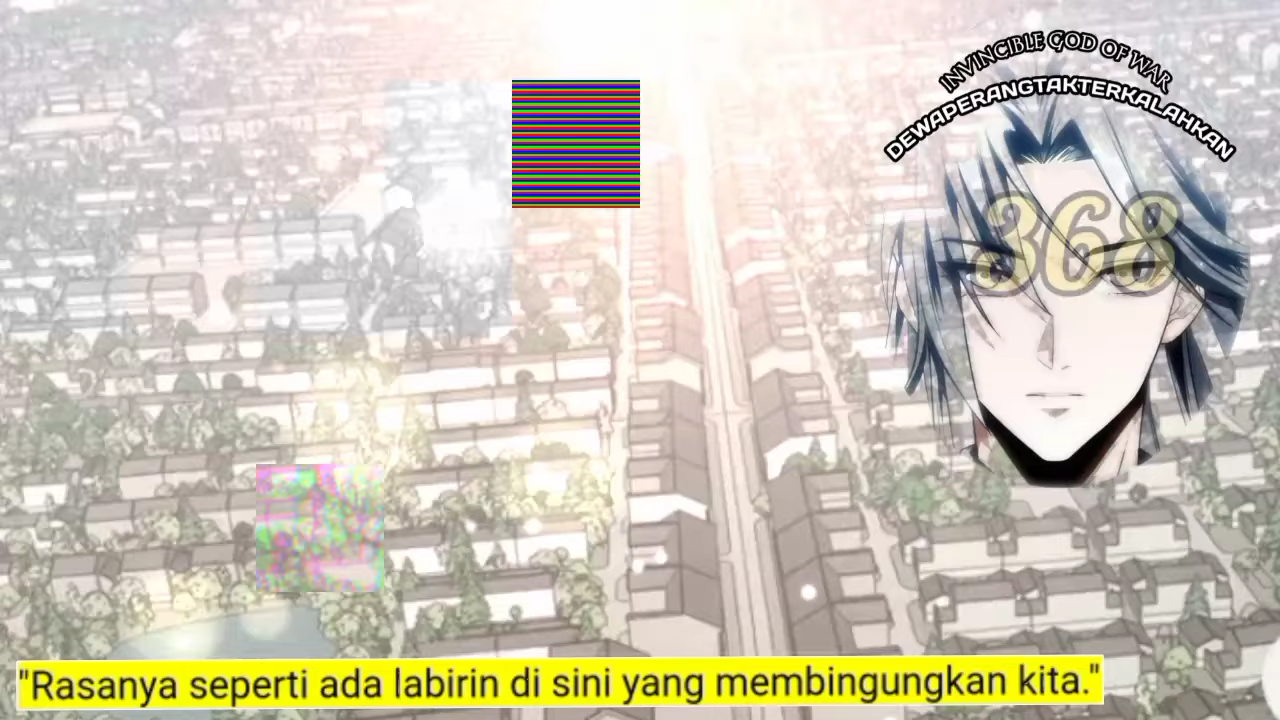 INVINCIBLE GOD OF WAR
DEWAPERANGTAKTERKALAHKAN
368
"Rasanya seperti ada labirin di sini yang membingungkan kita."